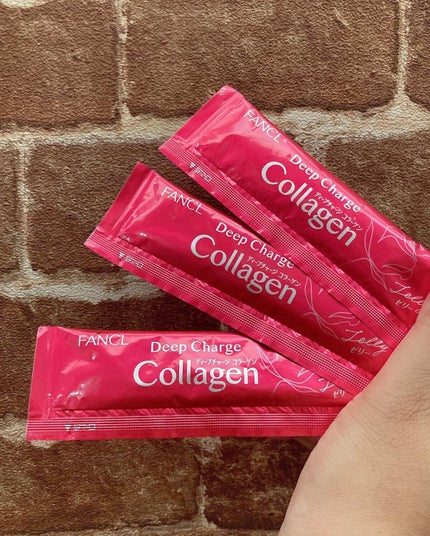 FANCL
Deep Charge
ディープチャージ コラーゲン
Collagen
Jelly
ゼリー
FANCL
Deep Charge
ディープチャージ コラーゲン
Collagen
Jelly
ゼリー
FANCL
Deep Charge
ディープチャージ コラーゲン
Collagen
ゼリ